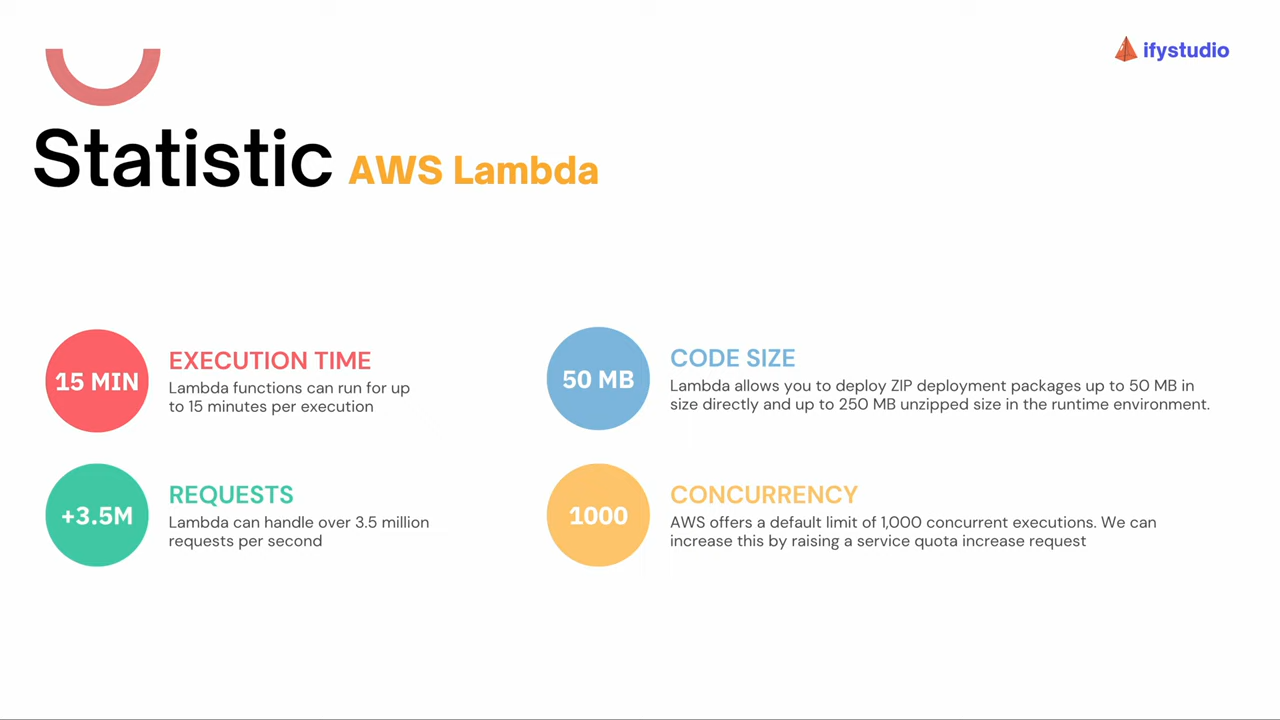 ifystudio
Statistic AWS Lambda
15 MIN
EXECUTION TIME
Lambda functions can run for up
to 15 minutes per execution
50 MB
CODE SIZE
Lambda allows you to deploy ZIP deployment packages up to 50 MB in
size directly and up to 250 MB unzipped size in the runtime environment.
+3.5M
REQUESTS
Lambda can handle over 3.5 million
requests per second
1000
CONCURRENCY
AWS offers a default limit of 1,000 concurrent executions. We can
increase this by raising a service quota increase request